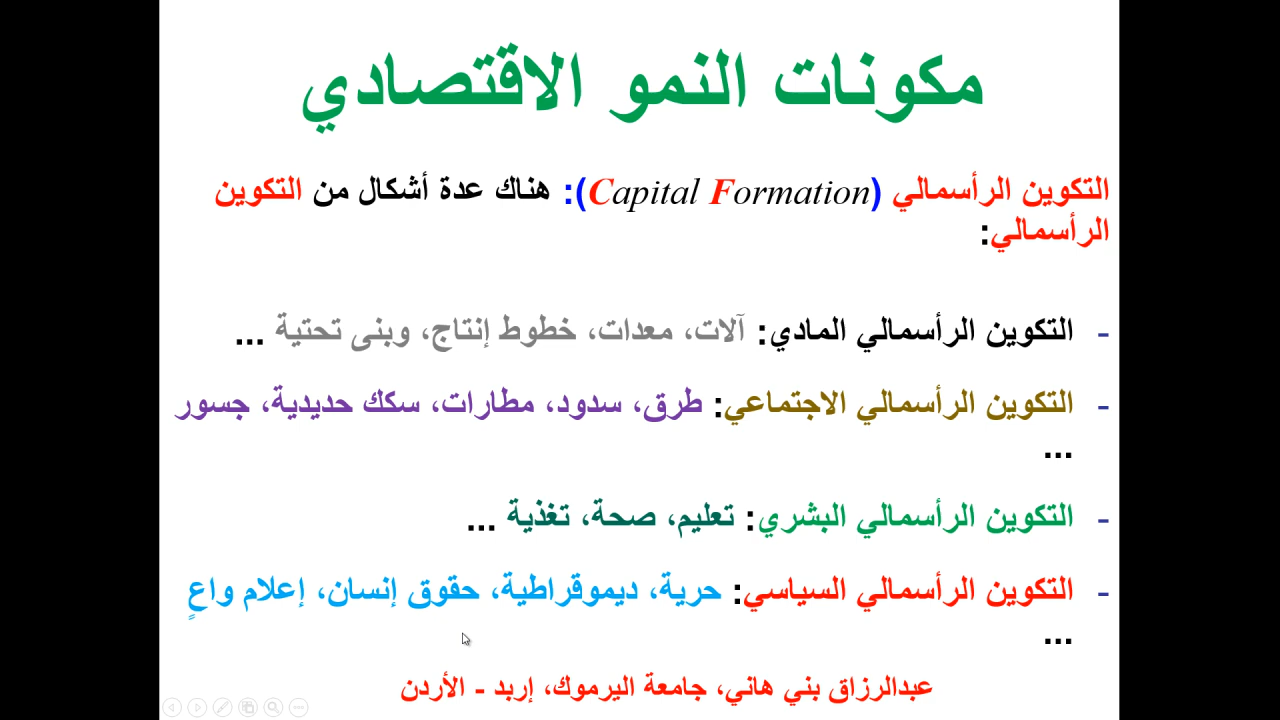 مكونات النمو الاقتصادي
التكوين الرأسمالي (Capital Formation): هناك عدة أشكال من التكوين
الرأسمالي:
- التكوين الرأسمالي المادي: آلات، معدات، خطوط إنتاج، وبنى تحتية ...
- التكوين الرأسمالي الاجتماعي: طرق، سدود، مطارات، سكك حديدية، جسور
...
- التكوين الرأسمالي البشري: تعليم، صحة، تغذية ...
- التكوين الرأسمالي السياسي: حرية، ديموقراطية، حقوق إنسان، إعلام واعٍ
...
عبدالرزاق بني هاني، جامعة اليرموك، إربد - الأردن